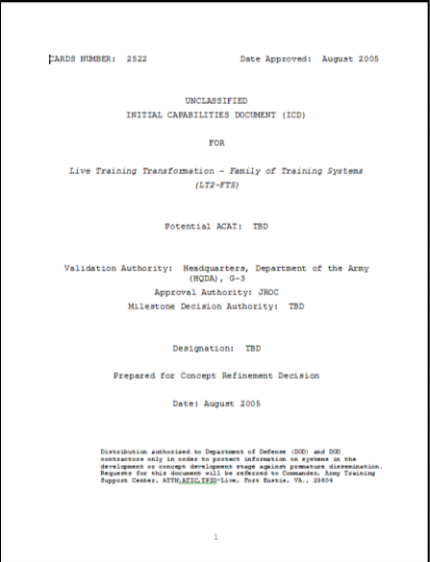 CARDS NUMBER: 2522 Date Approved: August 2005
UNCLASSIFIED
INITIAL CAPABILITIES DOCUMENT (ICD)
FOR
Live Training Transformation – Family of Training Systems
(LT2-FTS)
Potential ACAT: TBD
Validation Authority: Headquarters, Department of the Army
(HQDA), G-3
Approval Authority: JROC
Milestone Decision Authority: TBD
Designation: TBD
Prepared for Concept Refinement Decision
Date: August 2005
Distribution authorized to Department of Defense (DOD) and DOD
contractors only in order to protect information on systems in the
development or concept development stage against premature dissemination.
Requests for this document will be referred to Commander, Army Training
Support Center, ATTN:ATIC,TPIO-Live, Fort Eustis, VA., 23604
1